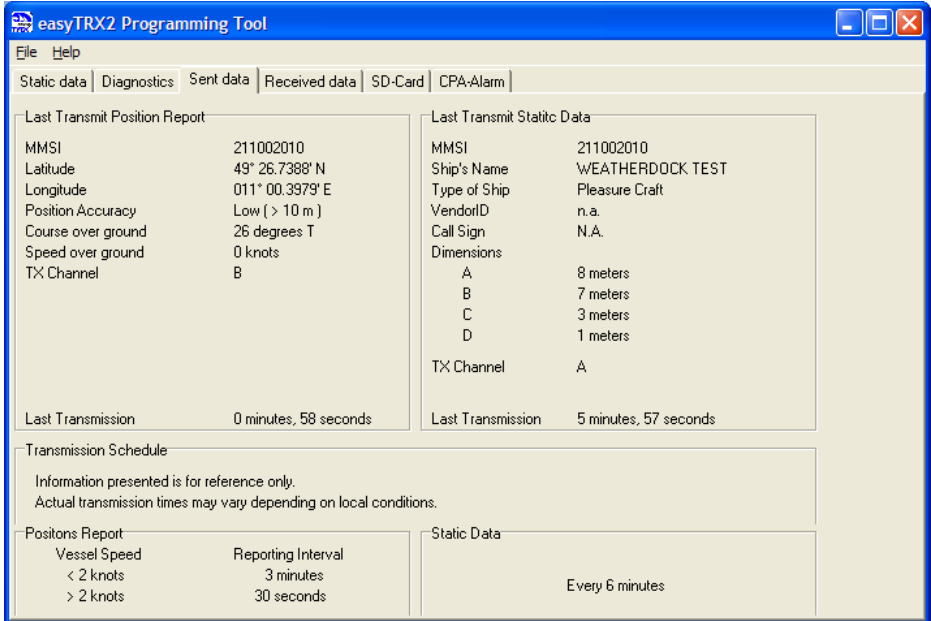 easyTRX2 Programming Tool
File Help
Static data Diagnostics Sent data Received data SD-Card CPA-Alarm
Last Transmit Position Report
MMSI 211002010
Latitude 49° 26.7388' N
Longitude 011° 00.3979' E
Position Accuracy Low ( > 10 m )
Course over ground 26 degrees T
Speed over ground 0 knots
TX Channel B
Last Transmission 0 minutes, 58 seconds
Last Transmit Statitc Data
MMSI 211002010
Ship's Name WEATHERDOCK TEST
Type of Ship Pleasure Craft
VendorID n.a.
Call Sign N.A.
Dimensions
A 8 meters
B 7 meters
C 3 meters
D 1 meters
TX Channel A
Last Transmission 5 minutes, 57 seconds
Transmission Schedule
Information presented is for reference only.
Actual transmission times may vary depending on local conditions.
Positons Report
Vessel Speed Reporting Interval
< 2 knots 3 minutes
> 2 knots 30 seconds
Static Data
Every 6 minutes